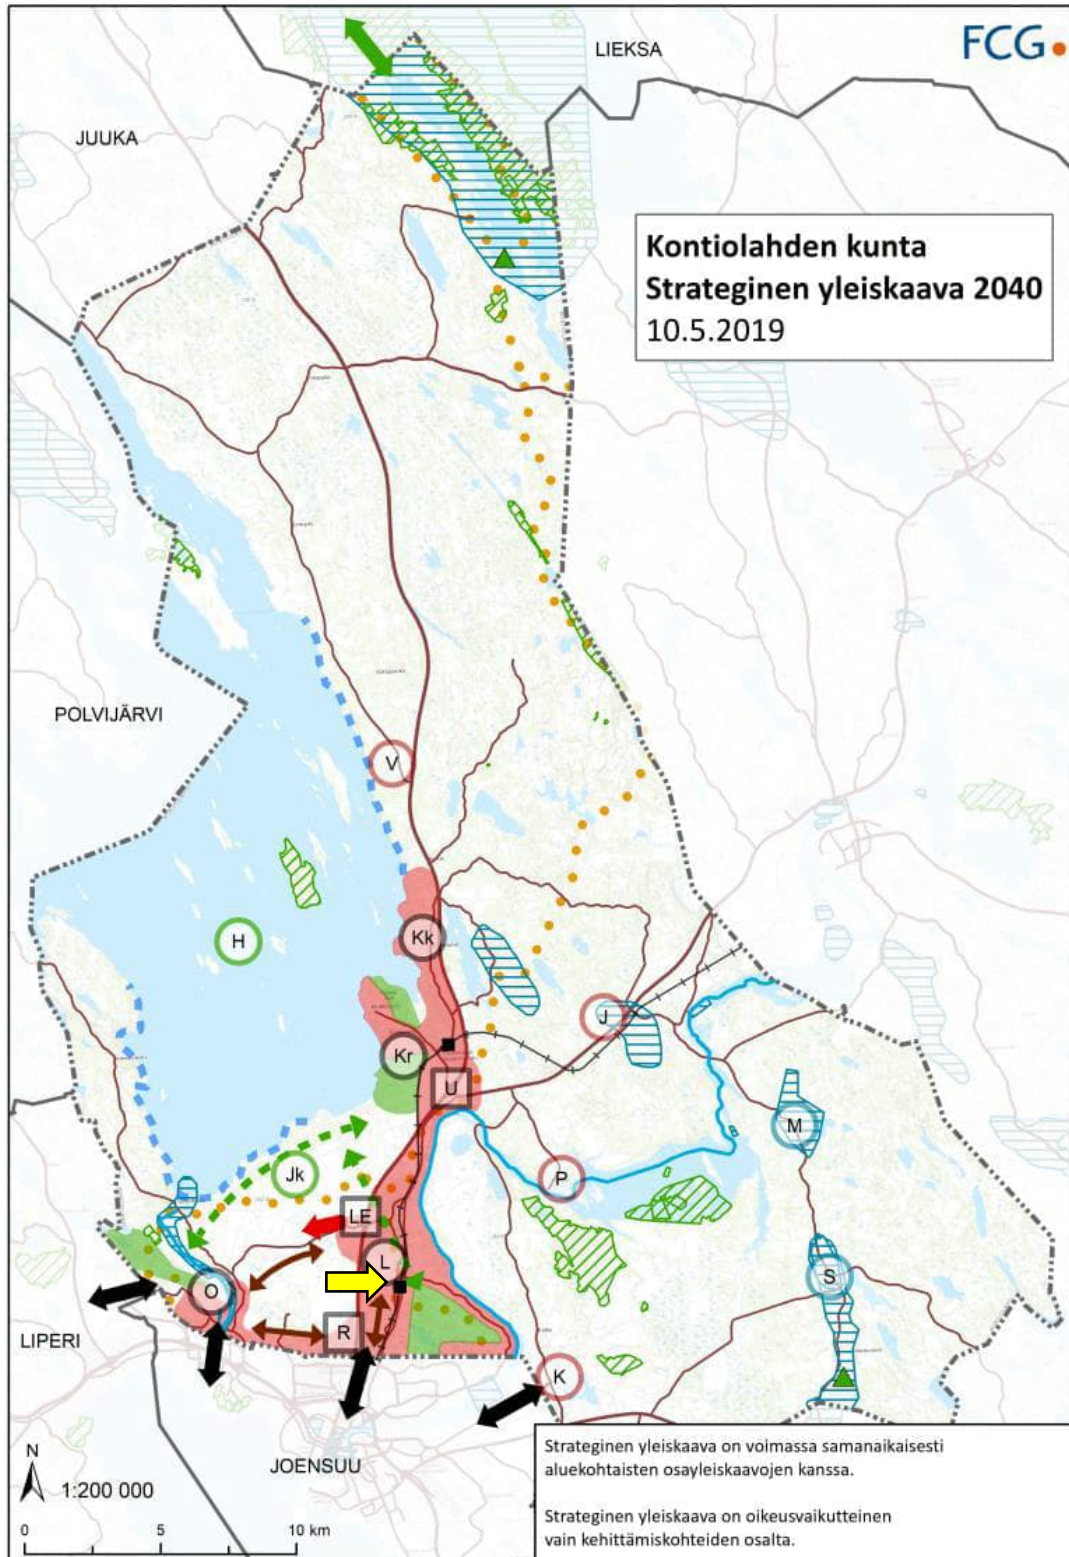 LIEKSA
FCG
JUUKA
Kontiolahden kunta
Strateginen yleiskaava 2040
10.5.2019
POLVIJÄRVI
V
H
Kk
J
Kr
U
M
P
Jk
LE
L
S
O
R
LIPERI
K
JOENSUU
N
1:200 000
0 5 10 km
Strateginen yleiskaava on voimassa samanaikaisesti
aluekohtaisten osayleiskaavojen kanssa.
Strateginen yleiskaava on oikeusvaikutteinen
vain kehittämiskohteiden osalta.